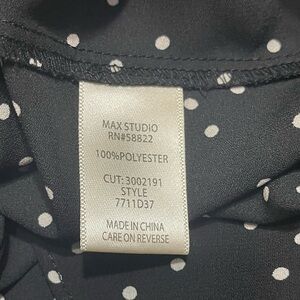 MAX STUDIO
RN#58822
100%POLYESTER
CUT: 3002191
STYLE
7711D37
MADE IN CHINA
CARE ON REVERSE